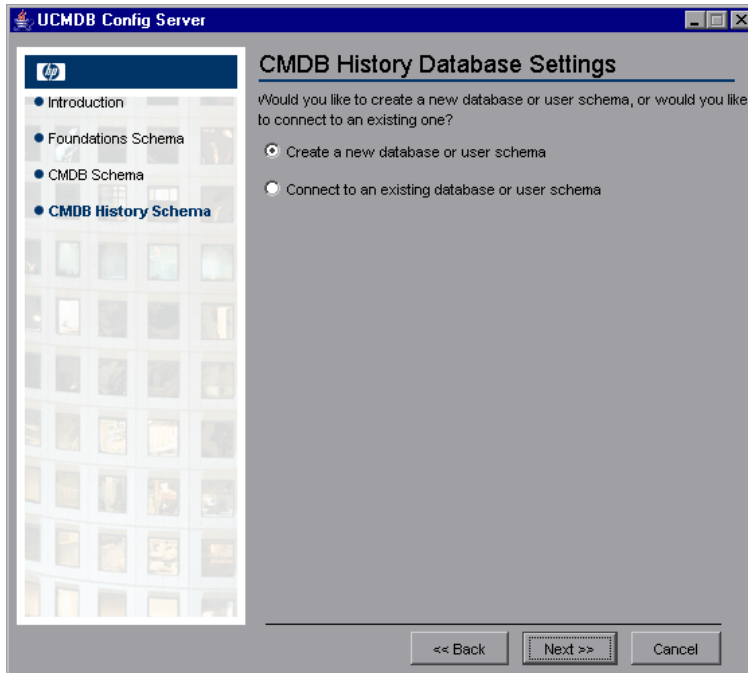 UCMDB Config Server
hp
CMDB History Database Settings
Introduction
Foundations Schema
CMDB Schema
CMDB History Schema
Would you like to create a new database or user schema, or would you like
to connect to an existing one?
Create a new database or user schema
Connect to an existing database or user schema
<< Back
Next >>
Cancel